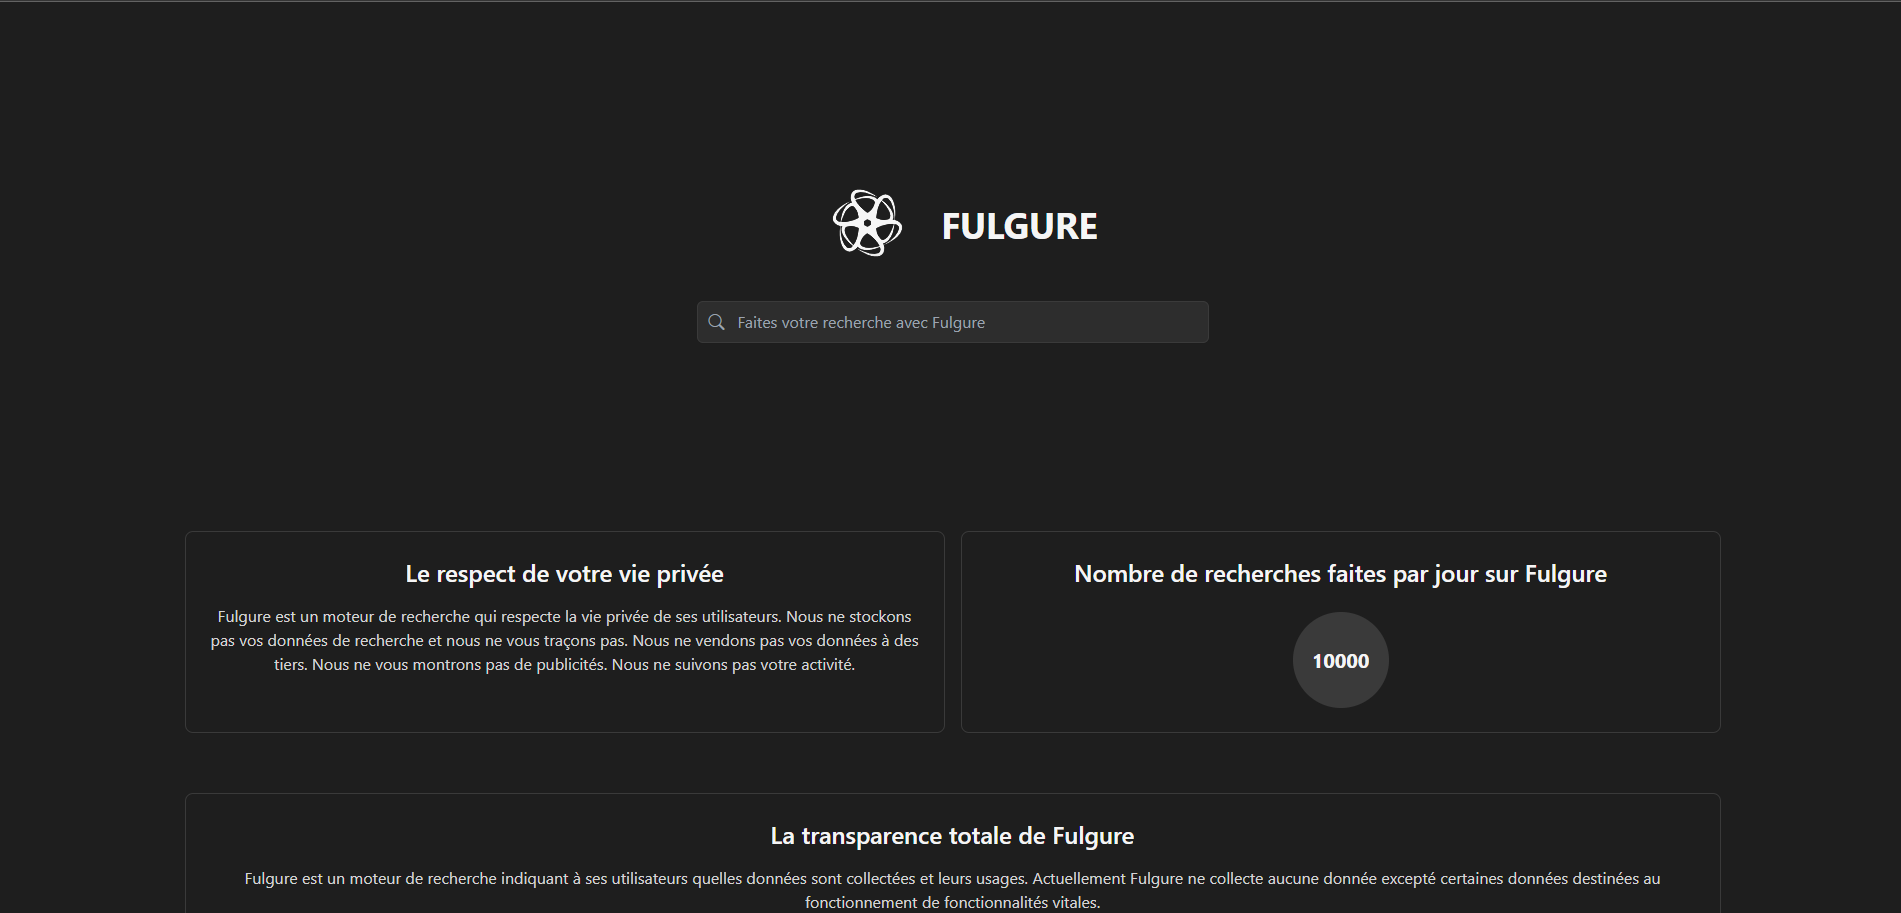 FULGURE
Faites votre recherche avec Fulgure
Le respect de votre vie privée
Fulgure est un moteur de recherche qui respecte la vie privée de ses utilisateurs. Nous ne stockons
pas vos données de recherche et nous ne vous traçons pas. Nous ne vendons pas vos données à des
tiers. Nous ne vous montrons pas de publicités. Nous ne suivons pas votre activité.
Nombre de recherches faites par jour sur Fulgure
10000
La transparence totale de Fulgure
Fulgure est un moteur de recherche indiquant à ses utilisateurs quelles données sont collectées et leurs usages. Actuellement Fulgure ne collecte aucune donnée excepté certaines données destinées au
fonctionnement de fonctionnalités vitales.